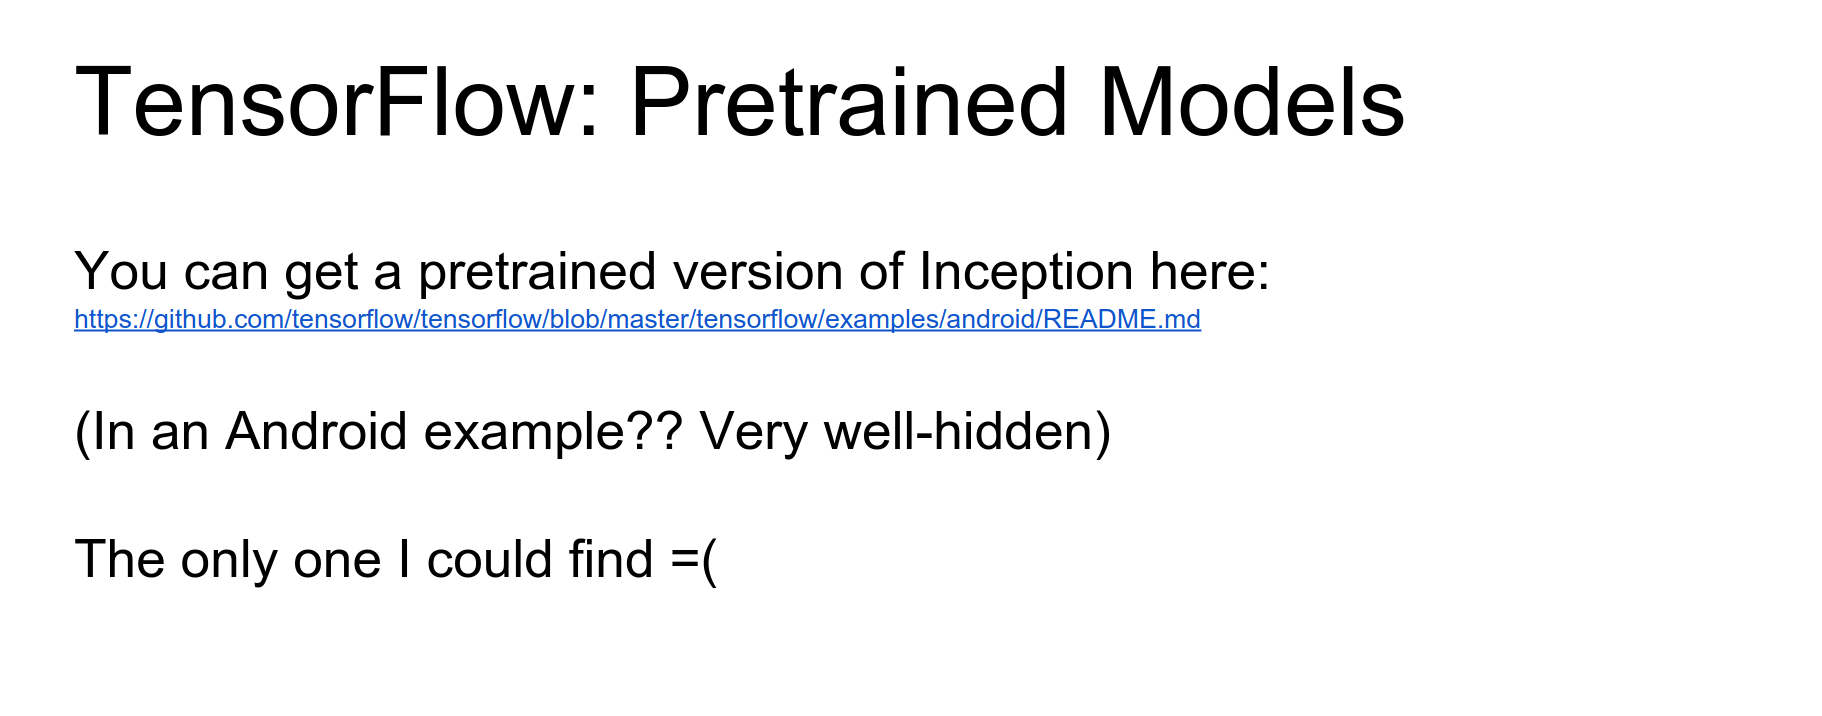 TensorFlow: Pretrained Models
You can get a pretrained version of Inception here:
https://github.com/tensorflow/tensorflow/blob/master/tensorflow/examples/android/README.md
(In an Android example?? Very well-hidden)
The only one I could find =(